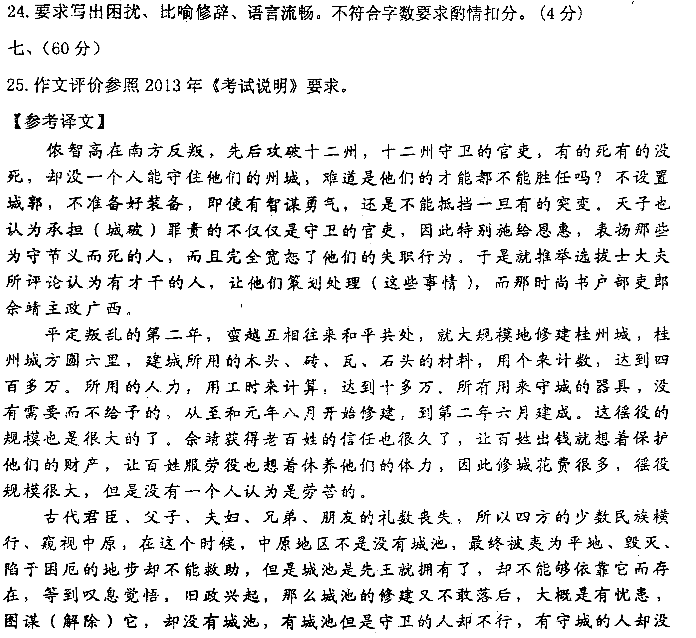 24.要求写出困扰、比喻修辞、语言流畅。不符合字数要求酌情扣分。(4分)
七、(60分)
25.作文评价参照2013年《考试说明》要求。
【参考译文】
侬智高在南方反叛，先后攻破十二州，十二州守卫的官吏，有的死有的没
死，却没一个人能守住他们的州城，难道是他们的才能都不能胜任吗？不设置
城郭，不准备好装备，即使有智谋勇气，还是不能抵挡一旦有的突变。天子也
认为承担（城破）罪责的不仅仅是守卫的官吏，因此特别施给恩惠，表扬那些
为守节义而死的人，而且完全宽恕了他们的失职行为。于是就推举选拔士大夫
所评论认为有才干的人，让他们策划处理（这些事情），而那时尚书户部吏郎
余靖主政广西。
平定叛乱的第二年，蛮越互相往来和平共处，就大规模地修建桂州城，桂
州城方圆六里，建城所用的木头、砖、瓦、石头的材料，用个来计数，达到四
百多万。所用的人力，用工时来计算，达到十多万。所有用来守城的器具，没
有需要而不给予的，从至和元年八月开始修建，到第二年六月建成。这徭役的
规模也是很大的了。余靖获得老百姓的信任也很久了，让百姓出钱就想着保护
他们的财产，让百姓服劳役也想着休养他们的体力，因此修城花费很多，徭役
规模很大，但是没有一个人认为是劳苦的。
古代君臣、父子、夫妇、兄弟、朋友的礼数丧失，所以四方的少数民族横
行、窥视中原，在这个时候，中原地区不是没有城池，最终被夷为平地、毁灭、
陷于困厄的地步却不能救助，但是城池是先王就拥有了，却不能够依靠它而存
在，等到叹息觉悟，旧政兴起，那么城池的修建又不敢落后，大概是有忧患，
图谋（解除）它，却没有城池，有城池但是守卫的人却不行，有守城的人却没